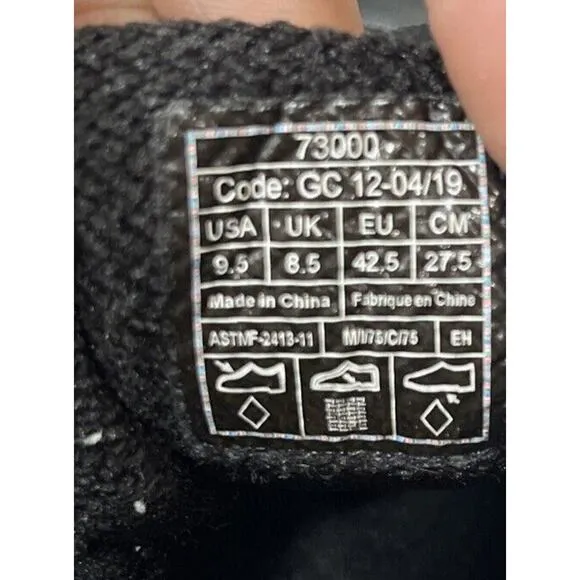 73000
Code: GC 12-04/19
USA UK EU CM
9.5 8.5 42.5 27.5
Made in China Fabrique en Chine
ASTMF-2413-11 M/I/75/C/75 EH